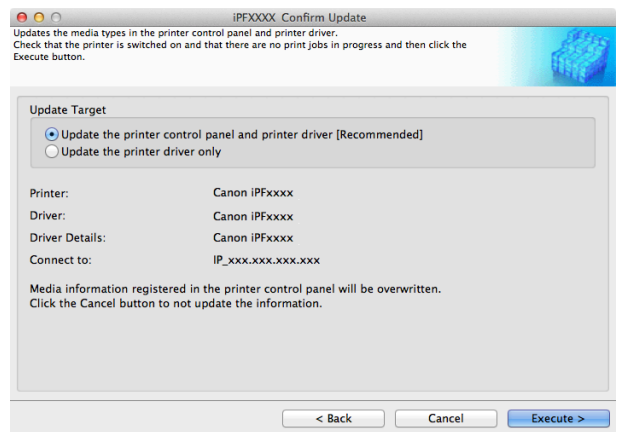 iPFXXXX Confirm Update
Updates the media types in the printer control panel and printer driver.
Check that the printer is switched on and that there are no print jobs in progress and then click the
Execute button.
Update Target
Update the printer control panel and printer driver [Recommended]
Update the printer driver only
Printer: Canon iPFxxxx
Driver: Canon iPFxxxx
Driver Details: Canon iPFxxxx
Connect to: IP_xxx.xxx.xxx.xxx
Media information registered in the printer control panel will be overwritten.
Click the Cancel button to not update the information.
< Back Cancel Execute >